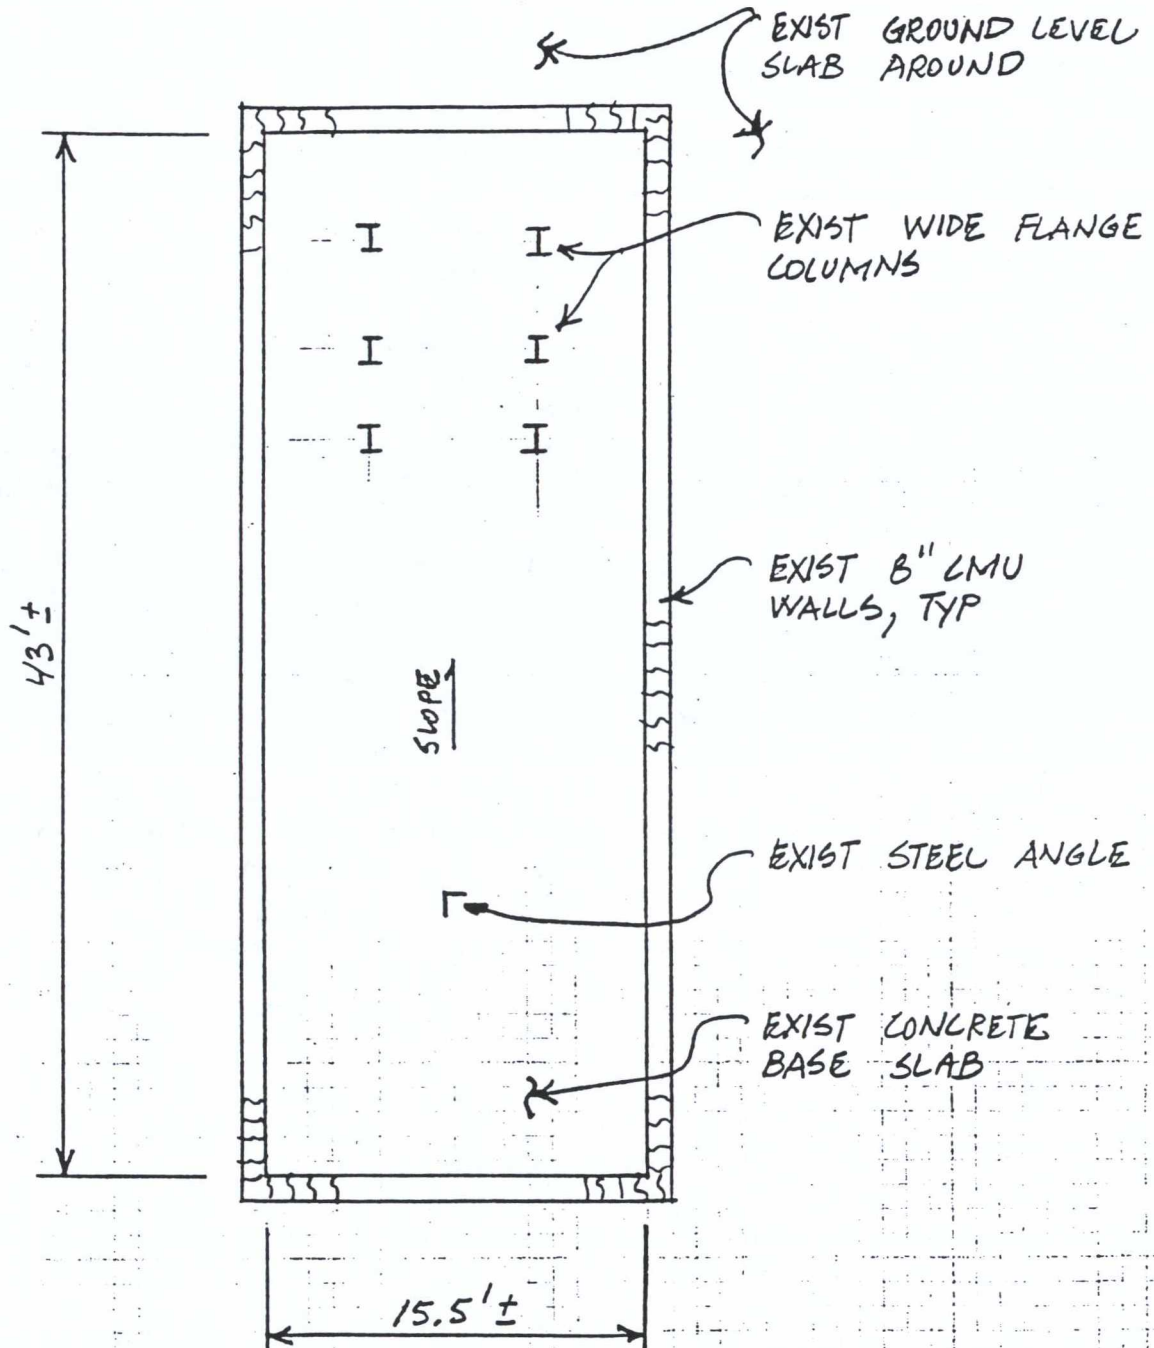 EXIST GROUND LEVEL
SLAB AROUND
EXIST WIDE FLANGE
COLUMNS
EXIST 8" CMU
WALLS, TYP
43'±
SLOPE
EXIST STEEL ANGLE
EXIST CONCRETE
BASE SLAB
15.5'±